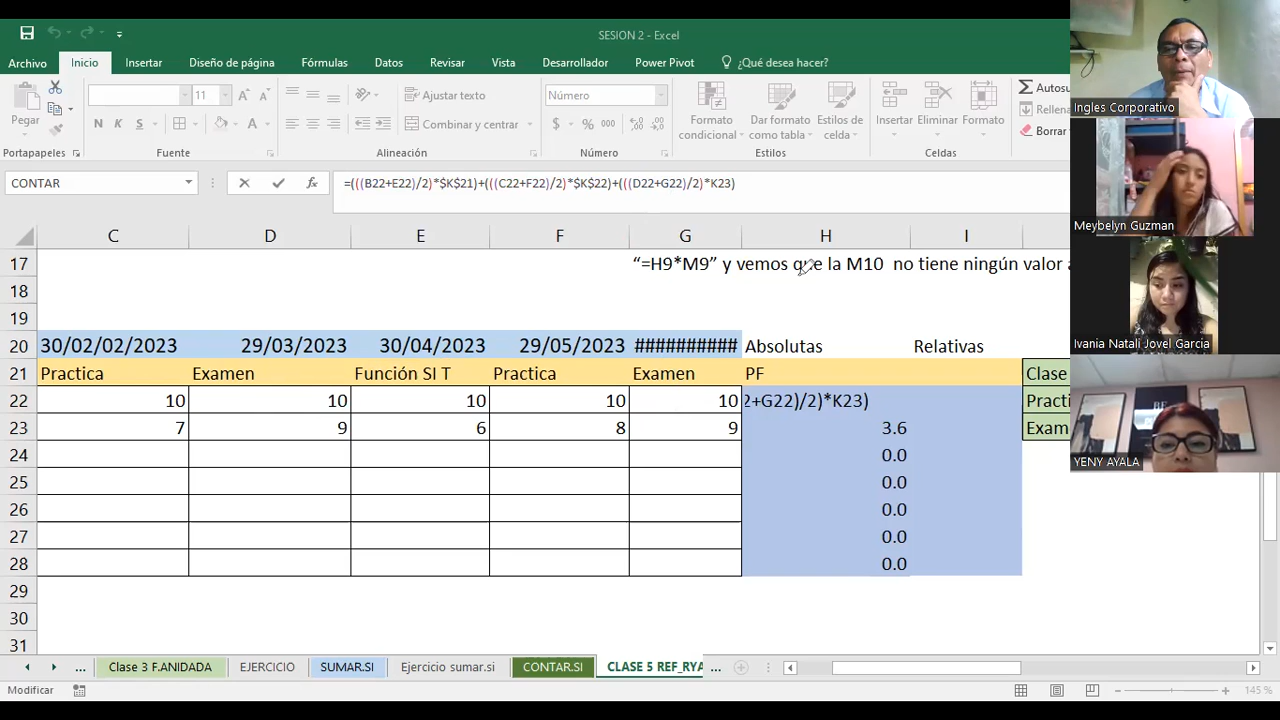 SESION 2 - Excel
Archivo Inicio Insertar Diseño de página Fórmulas Datos Revisar Vista Desarrollador Power Pivot ¿Qué desea hacer?
11 Ajustar texto Número Autosu
Pegar Formato condicional Dar formato como tabla Estilos de celda Insertar Eliminar Formato Rellena
N K S Combinar y centrar $ % 000 Borrar
Portapapeles Fuente Alineación Número Estilos Celdas
CONTAR =(((B22+E22)/2)*$K$21)+(((C22+F22)/2)*$K$22)+(((D22+G22)/2)*K23)
C D E F G H I
17 “=H9*M9” y vemos que la M10 no tiene ningún valor a
18
19
20 30/02/02/2023 29/03/2023 30/04/2023 29/05/2023 ########## Absolutas Relativas
21 Practica Examen Función SI T Practica Examen PF Clase
22 10 10 10 10 10 2+G22)/2)*K23) Practi
23 7 9 6 8 9 3.6 Exam
24 0.0
25 0.0
26 0.0
27 0.0
28 0.0
29
30
31
... Clase 3 F.ANIDADA EJERCICIO SUMAR.SI Ejercicio sumar.si CONTAR.SI CLASE 5 REF_RYA ...
Modificar 145 %
Ingles Corporativo
Meybelyn Guzman
Ivania Natali Jovel Garcia
YENY AYALA